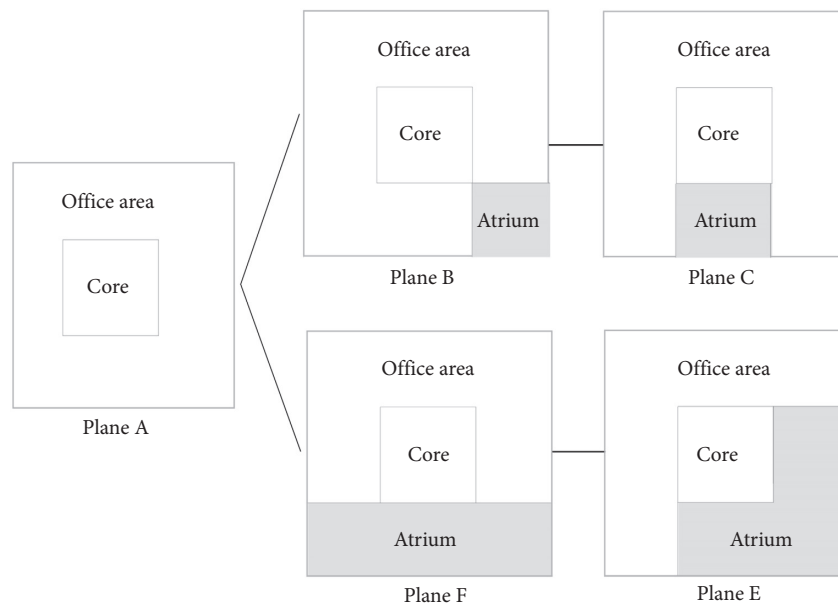 Office area
Core
Plane A
Office area
Core
Atrium
Plane B
Office area
Core
Atrium
Plane C
Office area
Core
Atrium
Plane F
Office area
Core
Atrium
Plane E